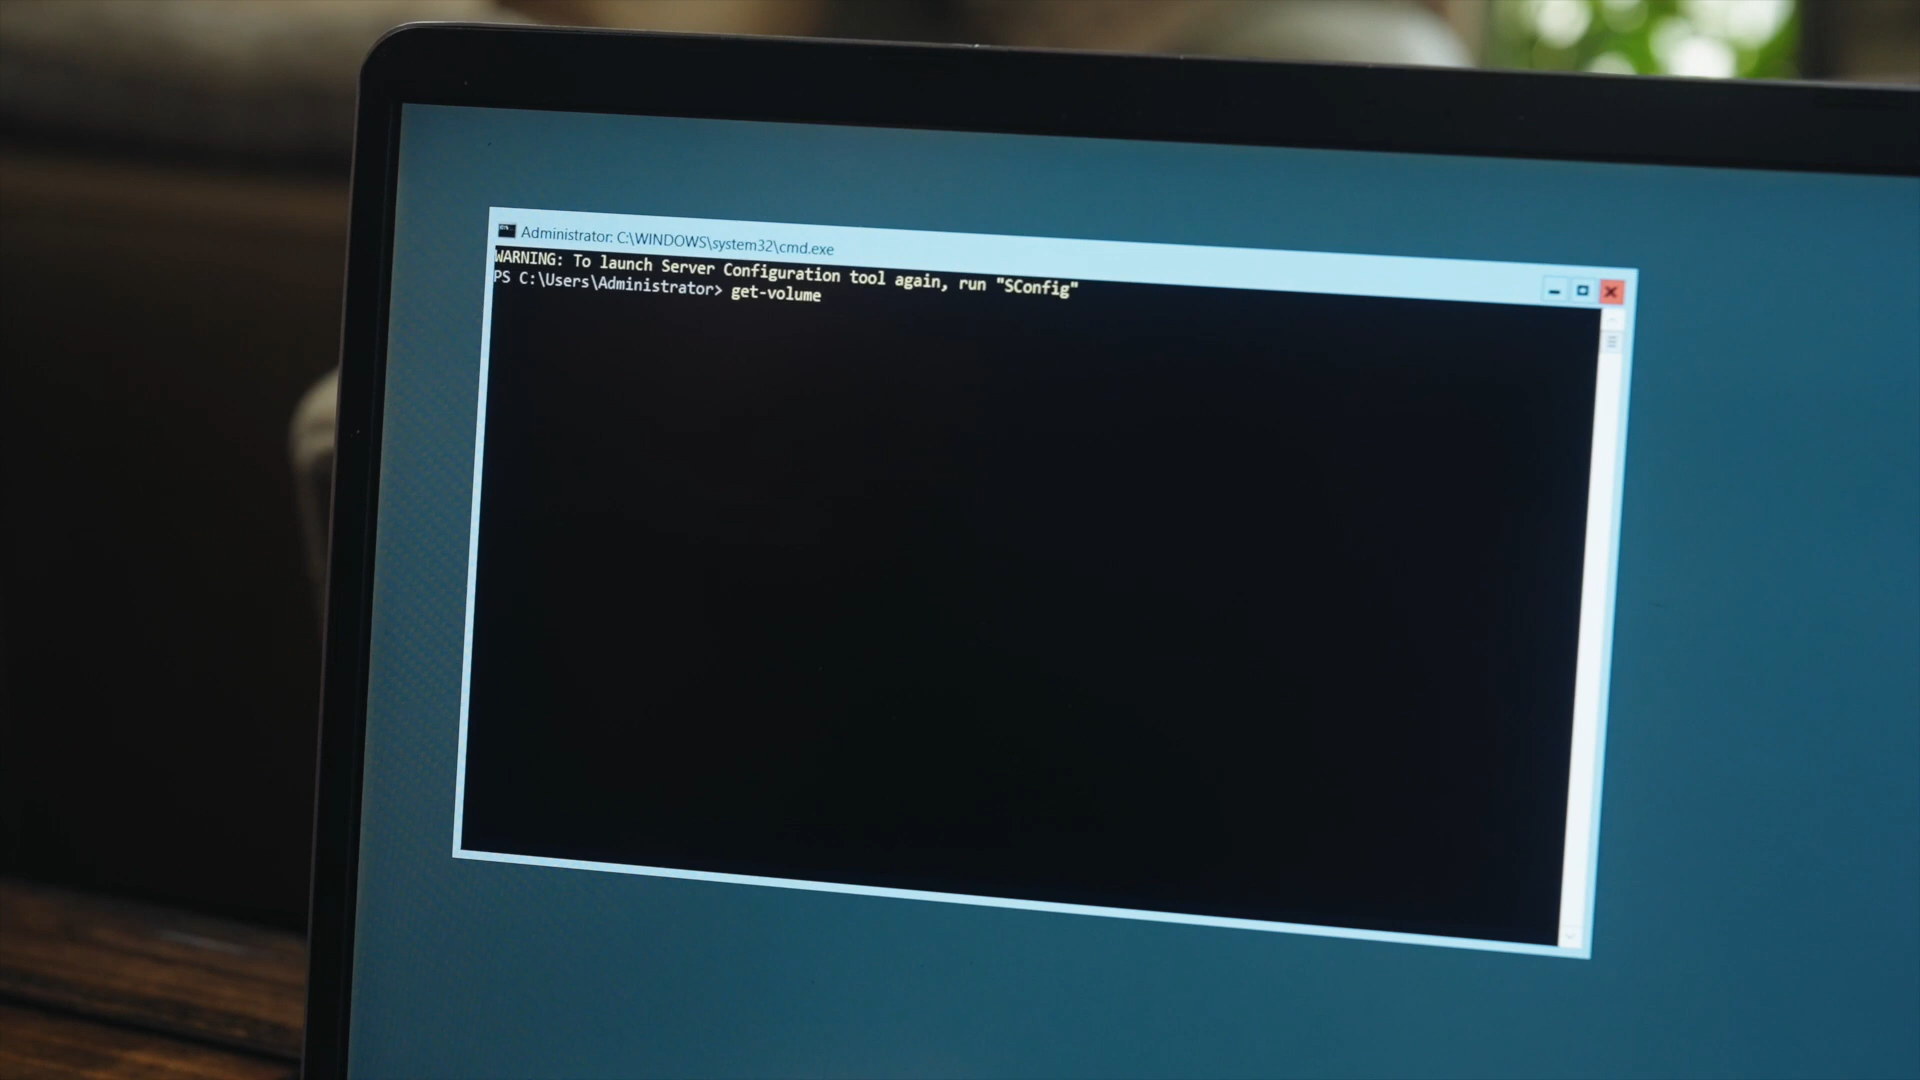 Administrator: C:\WINDOWS\system32\cmd.exe
WARNING: To launch Server Configuration tool again, run "SConfig"
PS C:\Users\Administrator> get-volume